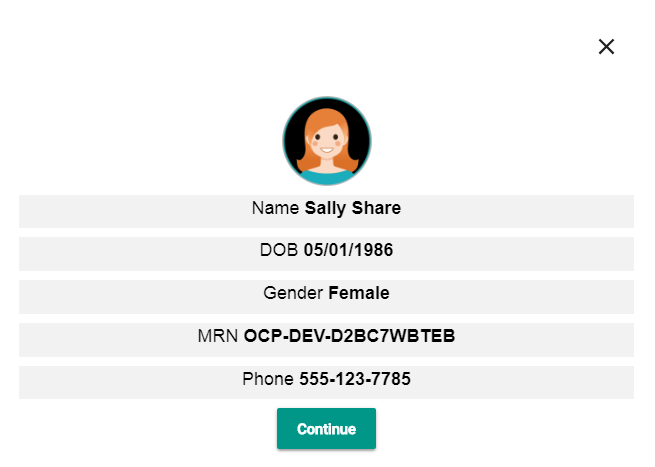 Name Sally Share
DOB 05/01/1986
Gender Female
MRN OCP-DEV-D2BC7WBTEB
Phone 555-123-7785
Continue